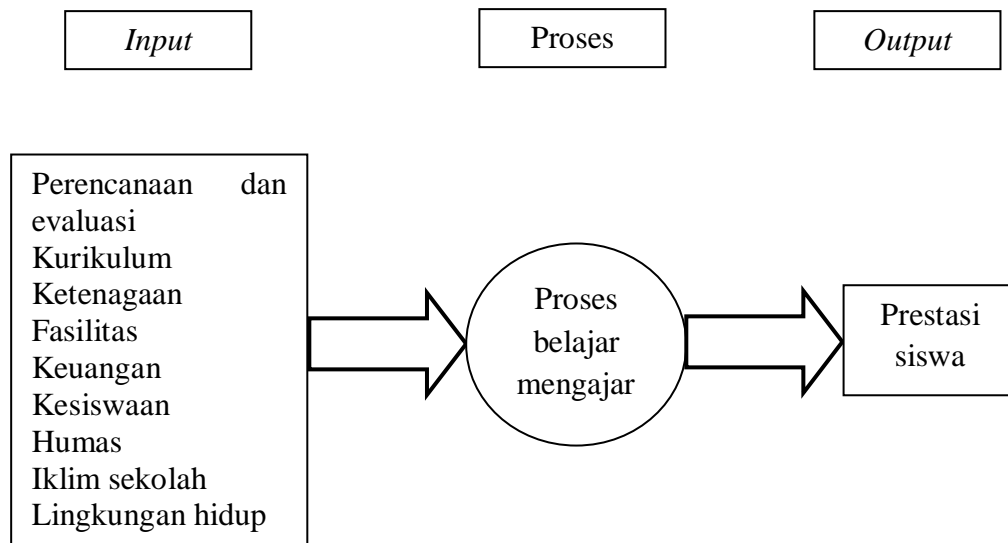 Input
Proses
Output
Perencanaan dan
evaluasi
Kurikulum
Ketenagaan
Fasilitas
Keuangan
Kesiswaan
Humas
Iklim sekolah
Lingkungan hidup
Proses
belajar
mengajar
Prestasi
siswa